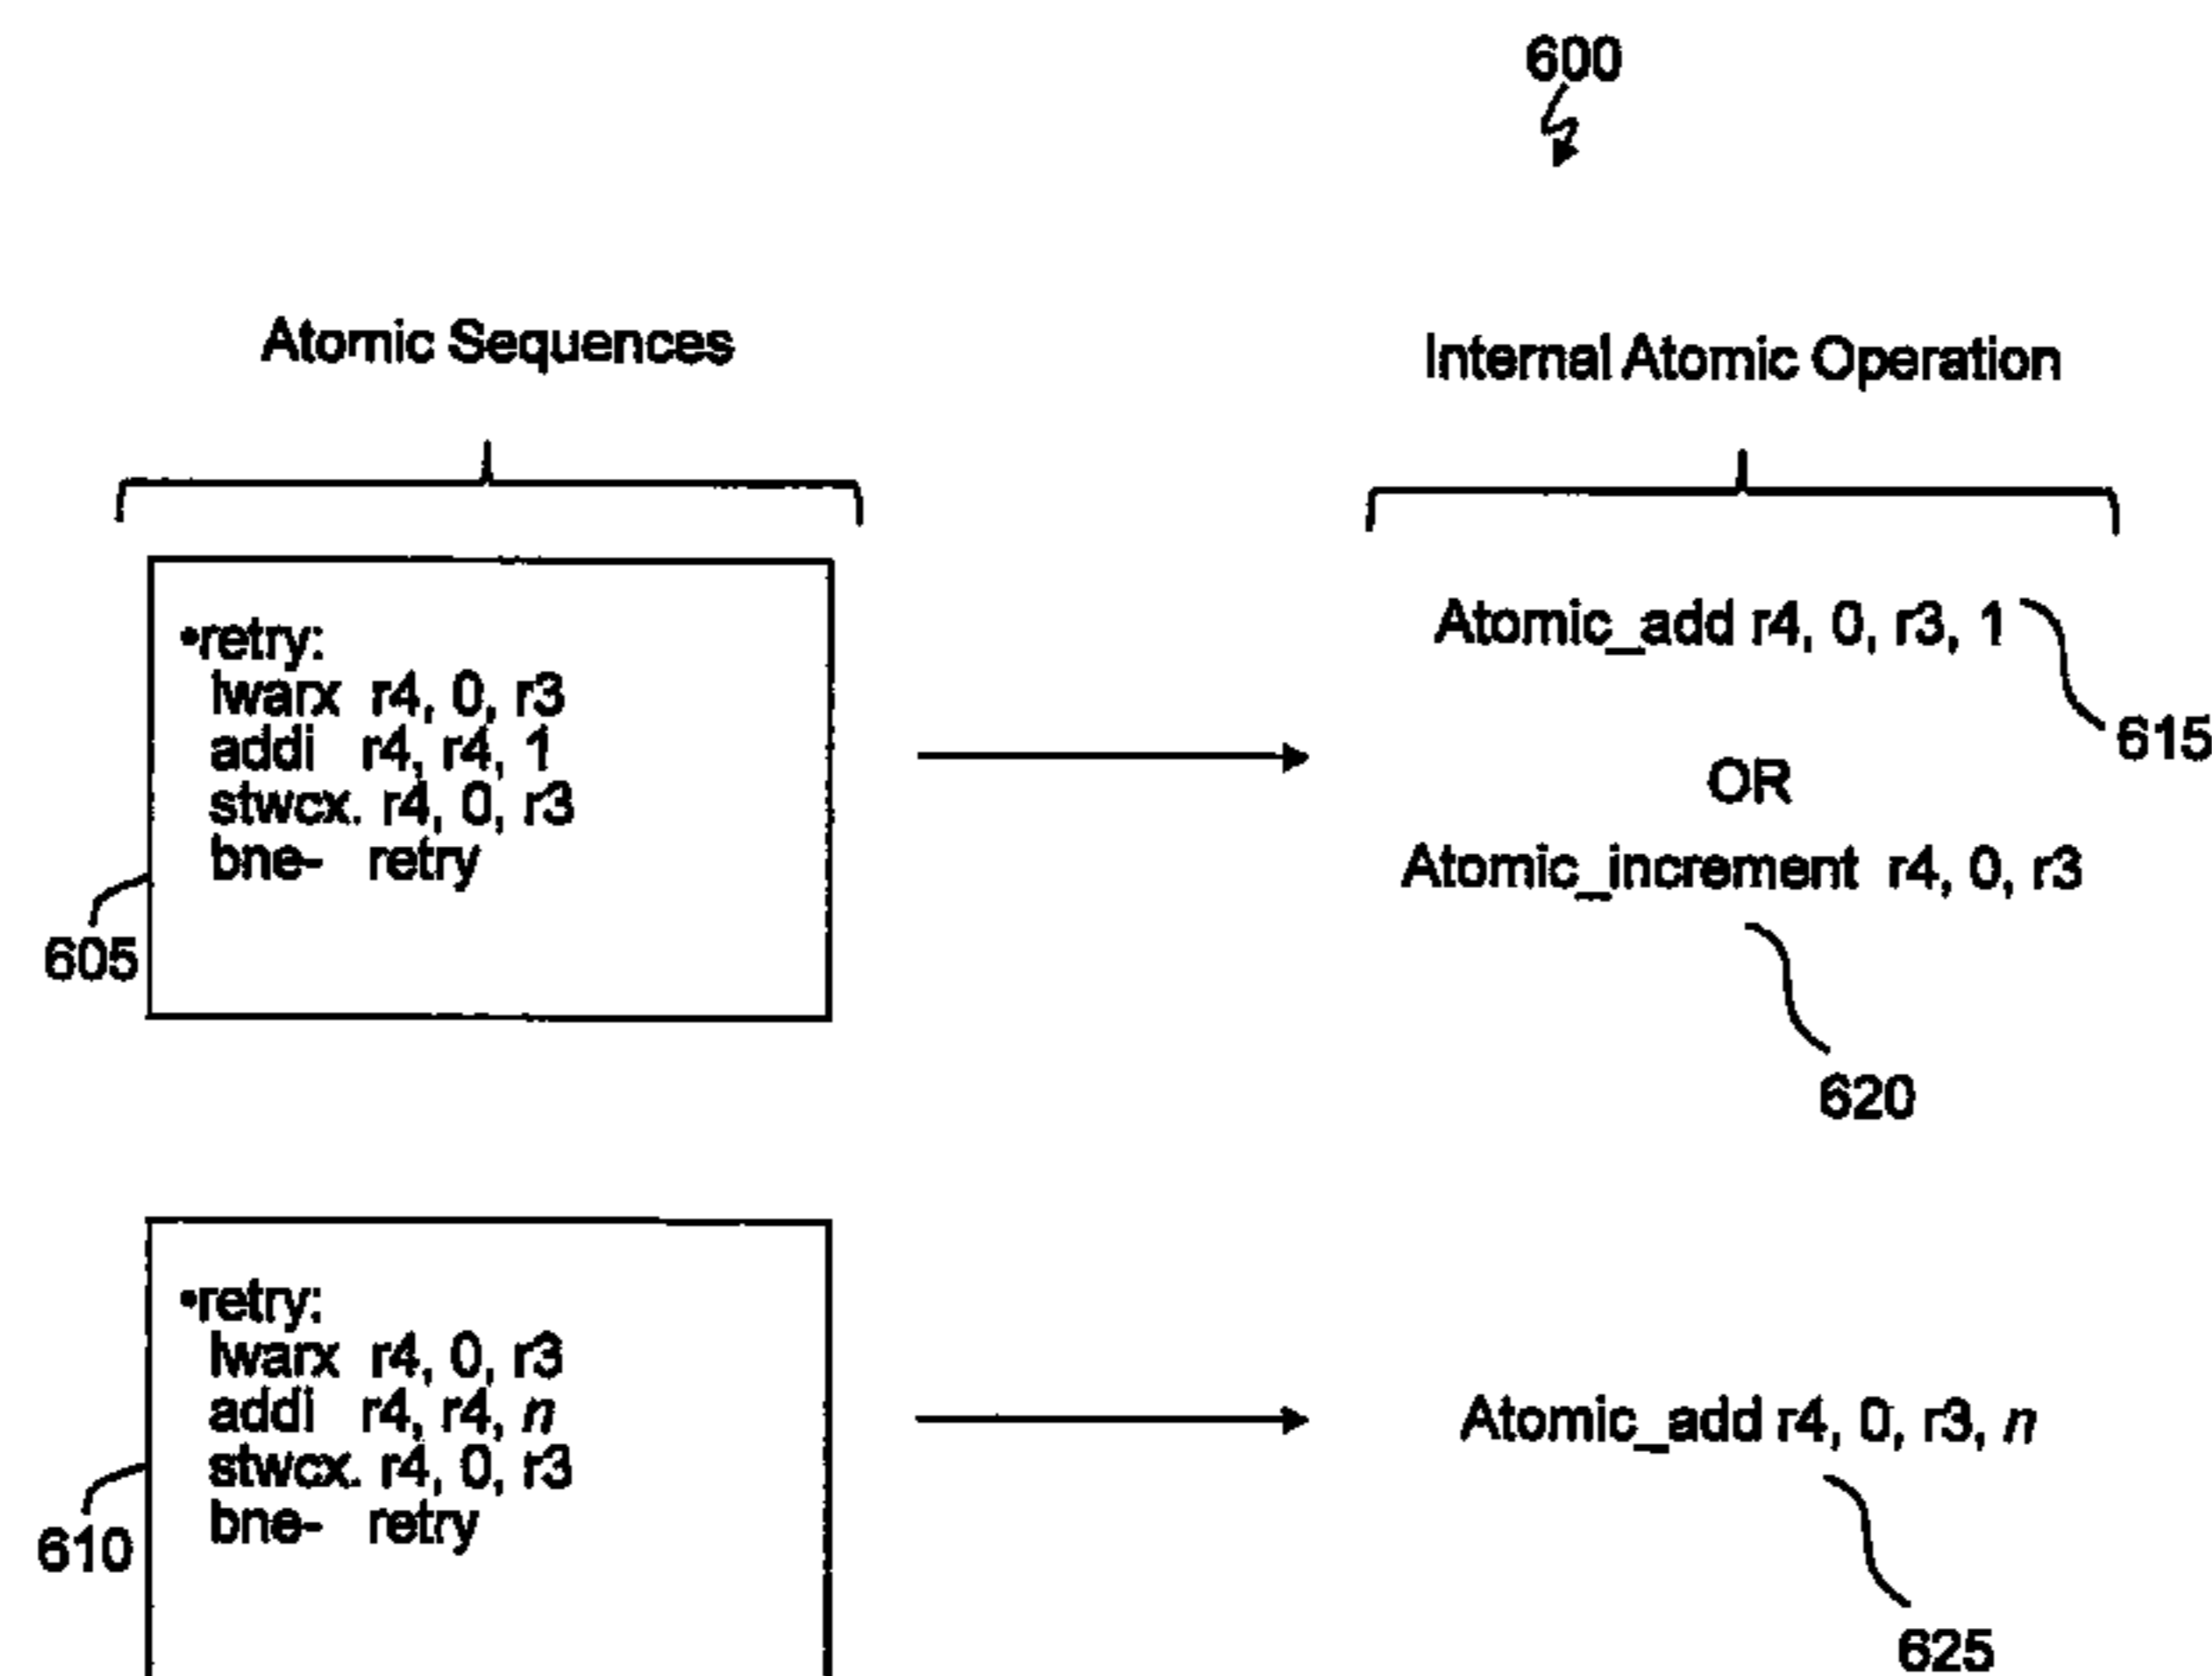 600
Atomic Sequences
Internal Atomic Operation
•retry:
lwarx r4, 0, r3
addi r4, r4, 1
stwcx. r4, 0, r3
bne- retry
605
Atomic_add r4, 0, r3, 1
615
OR
Atomic_increment r4, 0, r3
620
•retry:
lwarx r4, 0, r3
addi r4, r4, n
stwcx. r4, 0, r3
bne- retry
610
Atomic_add r4, 0, r3, n
625